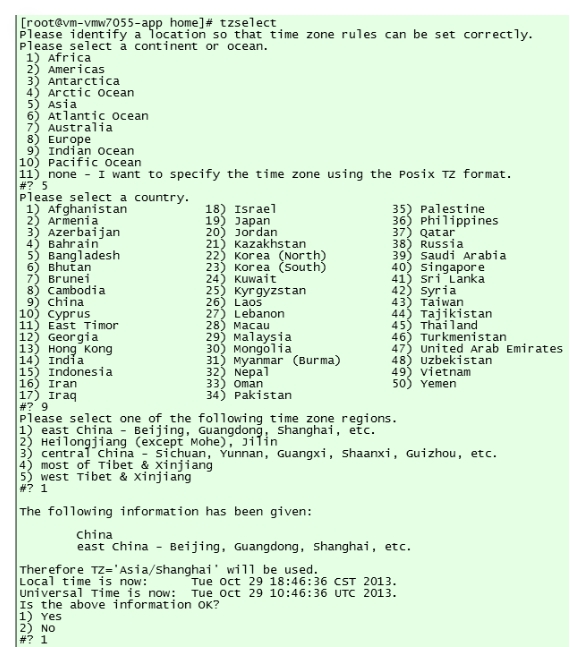 [root@vm-vmw7055-app home]# tzselect
Please identify a location so that time zone rules can be set correctly.
Please select a continent or ocean.
 1) Africa
 2) Americas
 3) Antarctica
 4) Arctic Ocean
 5) Asia
 6) Atlantic Ocean
 7) Australia
 8) Europe
 9) Indian Ocean
10) Pacific Ocean
11) none - I want to specify the time zone using the Posix TZ format.
#? 5
Please select a country.
 1) Afghanistan           18) Israel                35) Palestine
 2) Armenia               19) Japan                 36) Philippines
 3) Azerbaijan            20) Jordan                37) Qatar
 4) Bahrain               21) Kazakhstan            38) Russia
 5) Bangladesh            22) Korea (North)         39) Saudi Arabia
 6) Bhutan                23) Korea (South)         40) Singapore
 7) Brunei                24) Kuwait                41) Sri Lanka
 8) Cambodia              25) Kyrgyzstan            42) Syria
 9) China                 26) Laos                  43) Taiwan
10) Cyprus                27) Lebanon               44) Tajikistan
11) East Timor            28) Macau                 45) Thailand
12) Georgia               29) Malaysia              46) Turkmenistan
13) Hong Kong             30) Mongolia              47) United Arab Emirates
14) India                 31) Myanmar (Burma)       48) Uzbekistan
15) Indonesia             32) Nepal                 49) Vietnam
16) Iran                  33) Oman                  50) Yemen
17) Iraq                  34) Pakistan
#? 9
Please select one of the following time zone regions.
1) east China - Beijing, Guangdong, Shanghai, etc.
2) Heilongjiang (except Mohe), Jilin
3) central China - Sichuan, Yunnan, Guangxi, Shaanxi, Guizhou, etc.
4) most of Tibet & Xinjiang
5) west Tibet & Xinjiang
#? 1

The following information has been given:

        China
        east China - Beijing, Guangdong, Shanghai, etc.

Therefore TZ='Asia/Shanghai' will be used.
Local time is now:      Tue Oct 29 18:46:36 CST 2013.
Universal Time is now:  Tue Oct 29 10:46:36 UTC 2013.
Is the above information OK?
1) Yes
2) No
#? 1